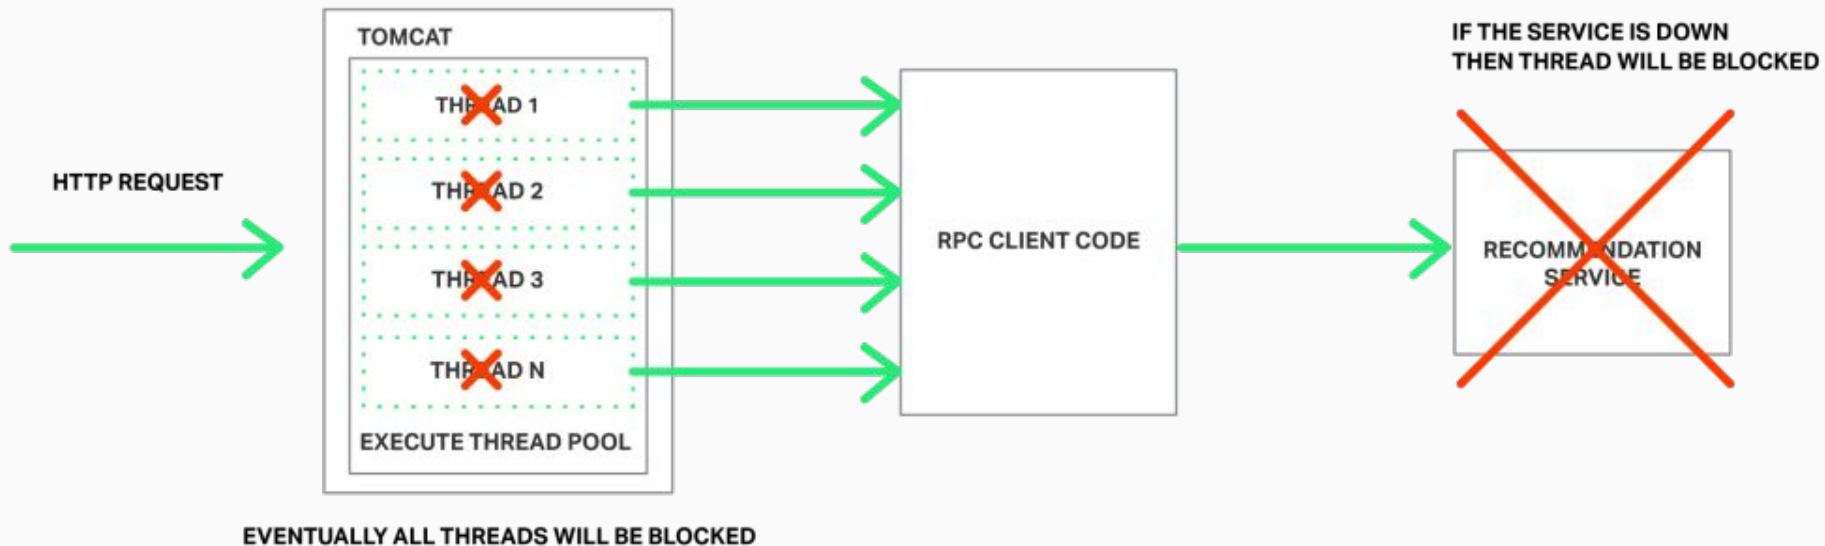 IF THE SERVICE IS DOWN
THEN THREAD WILL BE BLOCKED
TOMCAT
THREAD 1
HTTP REQUEST
THREAD 2
THREAD 3
THREAD N
EXECUTE THREAD POOL
RPC CLIENT CODE
RECOMMENDATION
SERVICE
EVENTUALLY ALL THREADS WILL BE BLOCKED